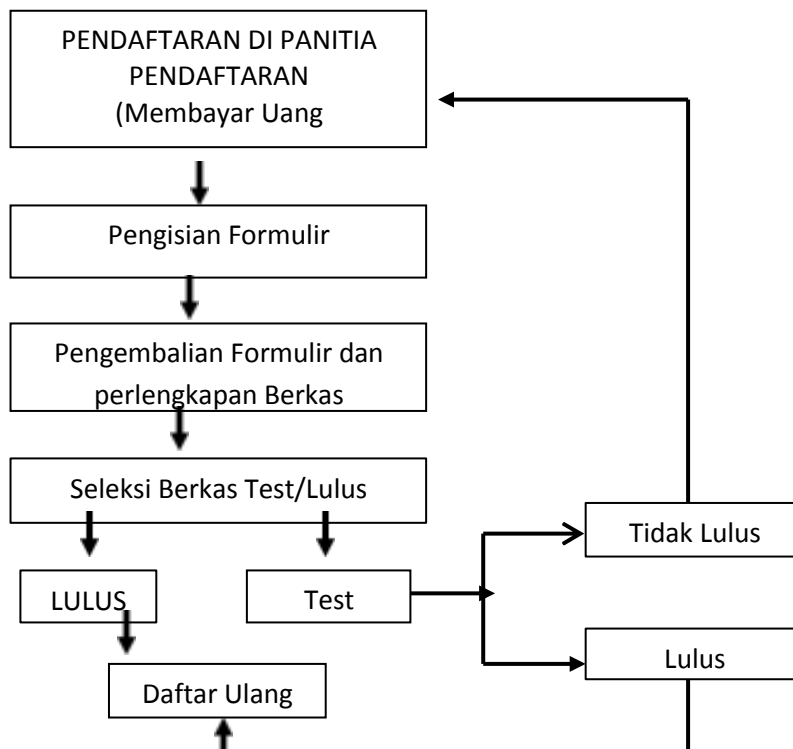 PENDAFTARAN DI PANITIA
PENDAFTARAN
(Membayar Uang
Pengisian Formulir
Pengembalian Formulir dan
perlengkapan Berkas
Seleksi Berkas Test/Lulus
Tidak Lulus
LULUS
Test
Lulus
Daftar Ulang